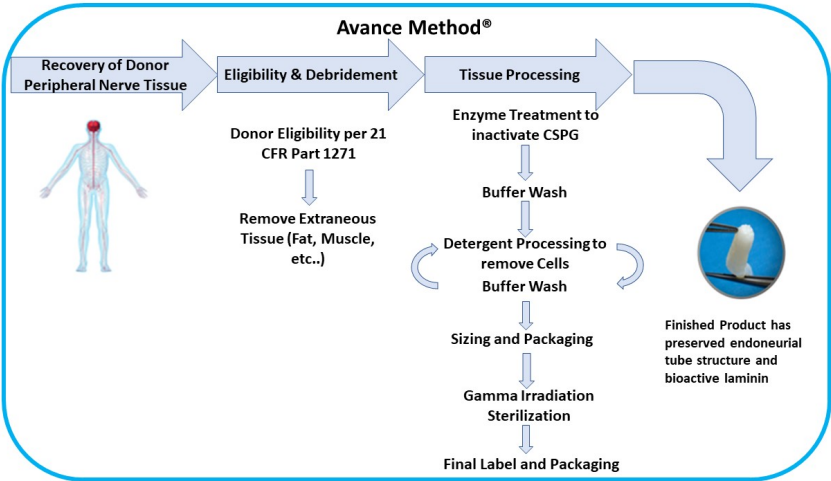 Avance Method®
Recovery of Donor
Peripheral Nerve Tissue
Eligibility & Debridement
Tissue Processing
Donor Eligibility per 21
CFR Part 1271
Remove Extraneous
Tissue (Fat, Muscle,
etc..)
Enzyme Treatment to
inactivate CSPG
Buffer Wash
Detergent Processing to
remove Cells
Buffer Wash
Sizing and Packaging
Gamma Irradiation
Sterilization
Final Label and Packaging
Finished Product has
preserved endoneurial
tube structure and
bioactive laminin